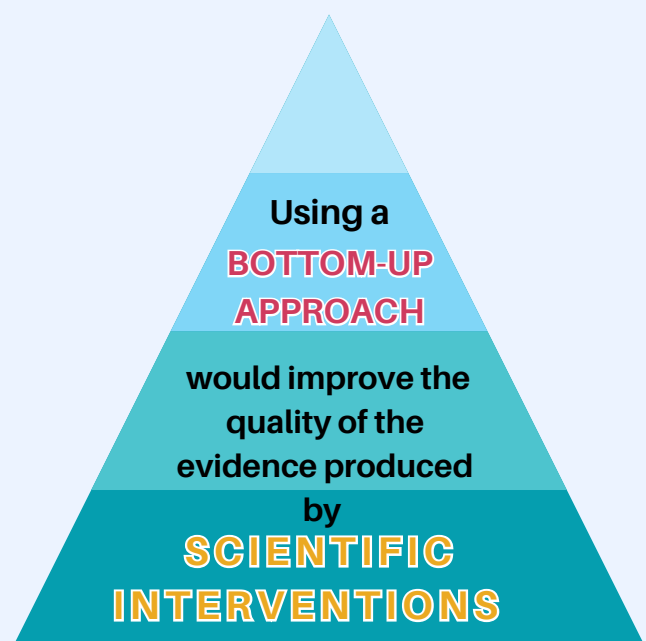 Using a
BOTTOM-UP
APPROACH
would improve the
quality of the
evidence produced
by
SCIENTIFIC
INTERVENTIONS